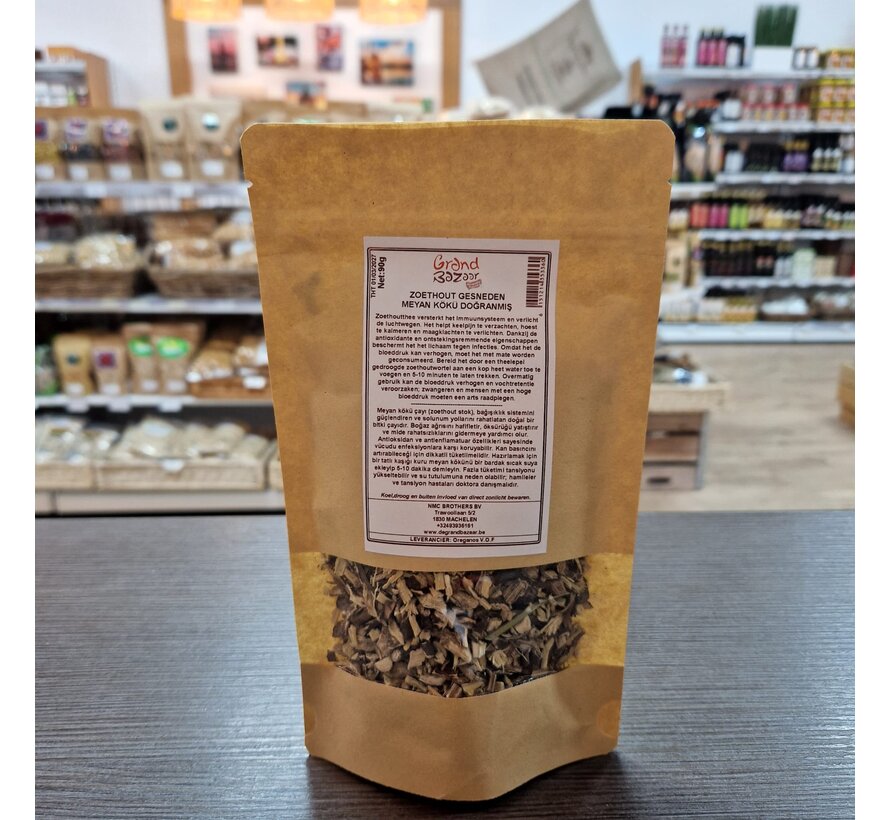 Grand
Bazaar
THT 01/03/2027
Net:90g
ZOETHOUT GESNEDEN
MEYAN KÖKÜ DOĞRANMIŞ
Zoethoutthee versterkt het immuunsysteem en verlicht
de luchtwegen. Het helpt keelpijn te verzachten, hoest
te kalmeren en maagklachten te verlichten. Dankzij de
antioxidante en ontstekingsremmende eigenschappen
beschermt het het lichaam tegen infecties. Omdat het de
bloeddruk kan verhogen, moet het met mate worden
geconsumeerd. Bereid het door een theelepel
gedroogde zoethoutwortel aan een kop heet water toe te
voegen en 5-10 minuten te laten trekken. Overmatig
gebruik kan de bloeddruk verhogen en vochtretentie
veroorzaken; zwangeren en mensen met een hoge
bloeddruk moeten een arts raadplegen.
Meyan kökü çayı (zoethout stok), bağışıklık sistemini
güçlendiren ve solunum yollarını rahatlatan doğal bir
bitki çayıdır. Boğaz ağrısını hafifletir, öksürüğü yatıştırır
ve mide rahatsızlıklarını gidermeye yardımcı olur.
Antioksidan ve antienflamatuar özellikleri sayesinde
vücudu enfeksiyonlara karşı koruyabilir. Kan basıncını
artırabileceği için dikkatli tüketilmelidir. Hazırlamak için
bir tatlı kaşığı kuru meyan kökünü bir bardak sıcak suya
ekleyip 5-10 dakika demleyin. Fazla tüketimi tansiyonu
yükseltebilir ve su tutulumuna neden olabilir; hamileler
ve tansiyon hastaları doktora danışmalıdır.
Koel,droog en buiten invloed van direct zonlicht bewaren.
NMC BROTHERS BV
Trawoollaan 5/2
1830 MACHELEN
+32493936161
www.degrandbazaar.be
LEVERANCIER: Oreganos V.O.F